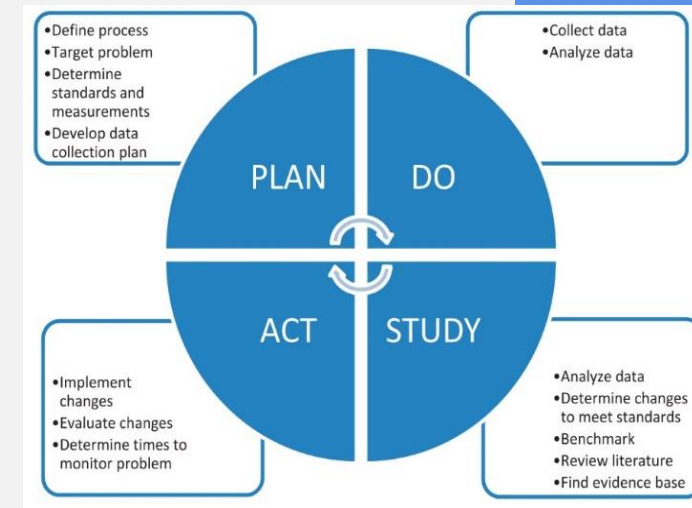 •Define process
•Target problem
•Determine
standards and
measurements
•Develop data
collection plan
PLAN
•Collect data
•Analyze data
DO
ACT
•Implement
changes
•Evaluate changes
•Determine times to
monitor problem
STUDY
•Analyze data
•Determine changes
to meet standards
•Benchmark
•Review literature
•Find evidence base